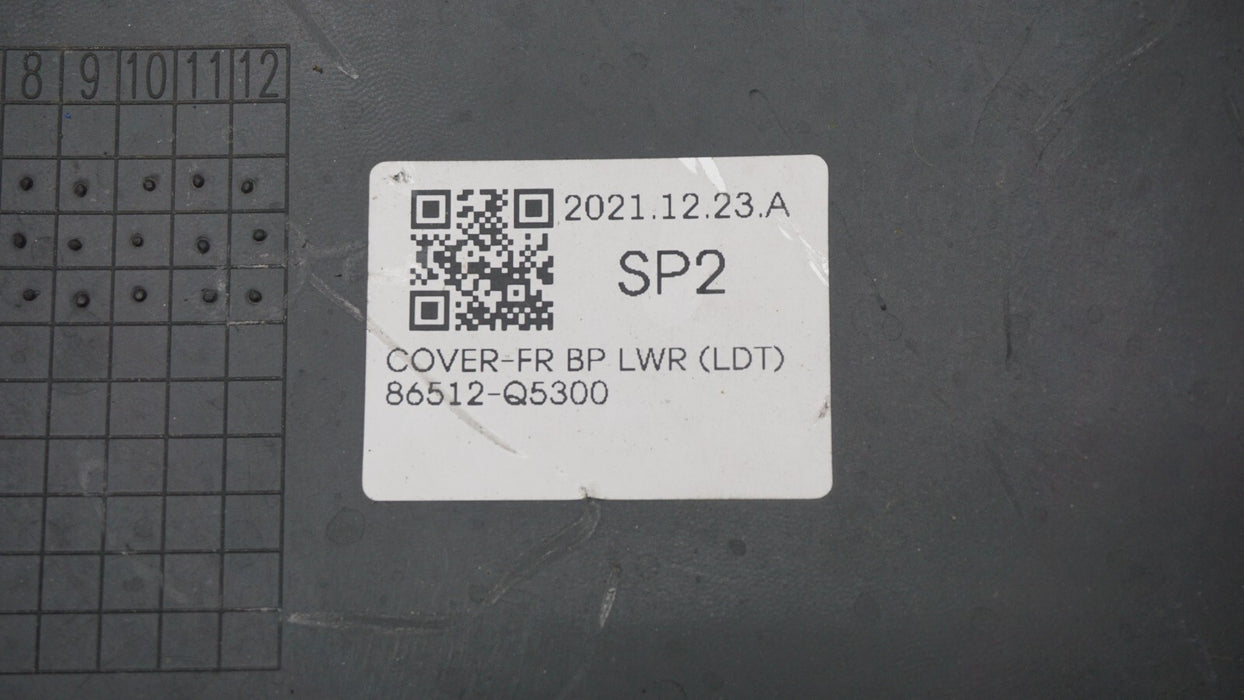 8 9 10 11 12
2021.12.23.A
SP2
COVER-FR BP LWR (LDT)
86512-Q5300